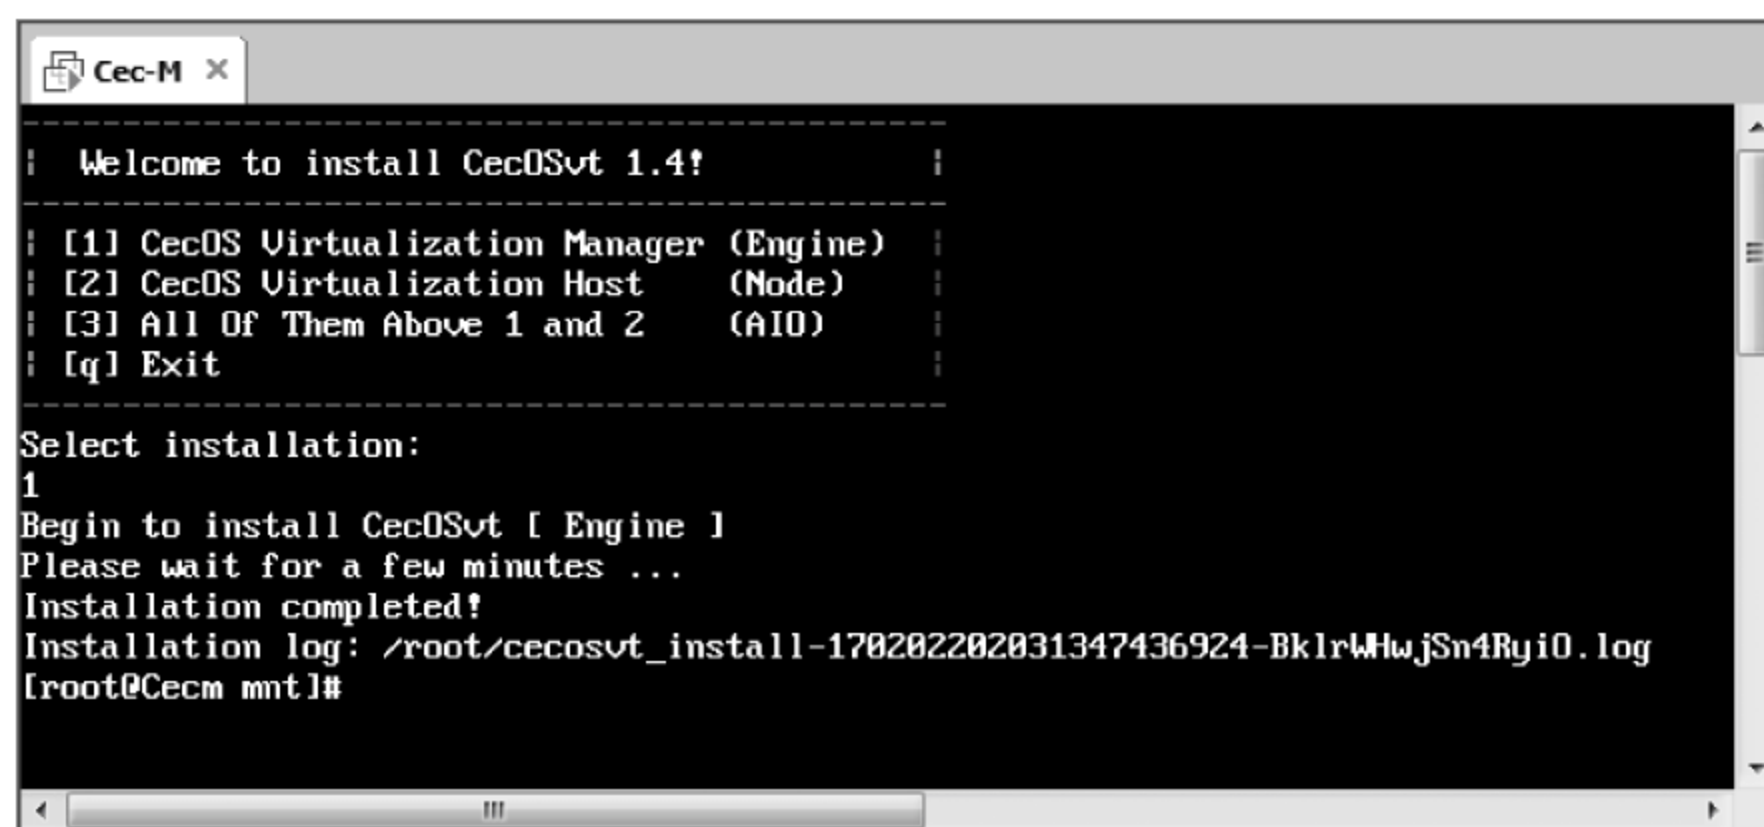 Cec-M
Welcome to install CecOSvt 1.4!
[1] CecOS Virtualization Manager (Engine)
[2] CecOS Virtualization Host (Node)
[3] All Of Them Above 1 and 2 (AIO)
[q] Exit
Select installation:
1
Begin to install CecOSvt [ Engine ]
Please wait for a few minutes ...
Installation completed!
Installation log: /root/cecosvt_install-170202202031347436924-BklrWHwjSn4RyiO.log
[root@Cecm mnt]#